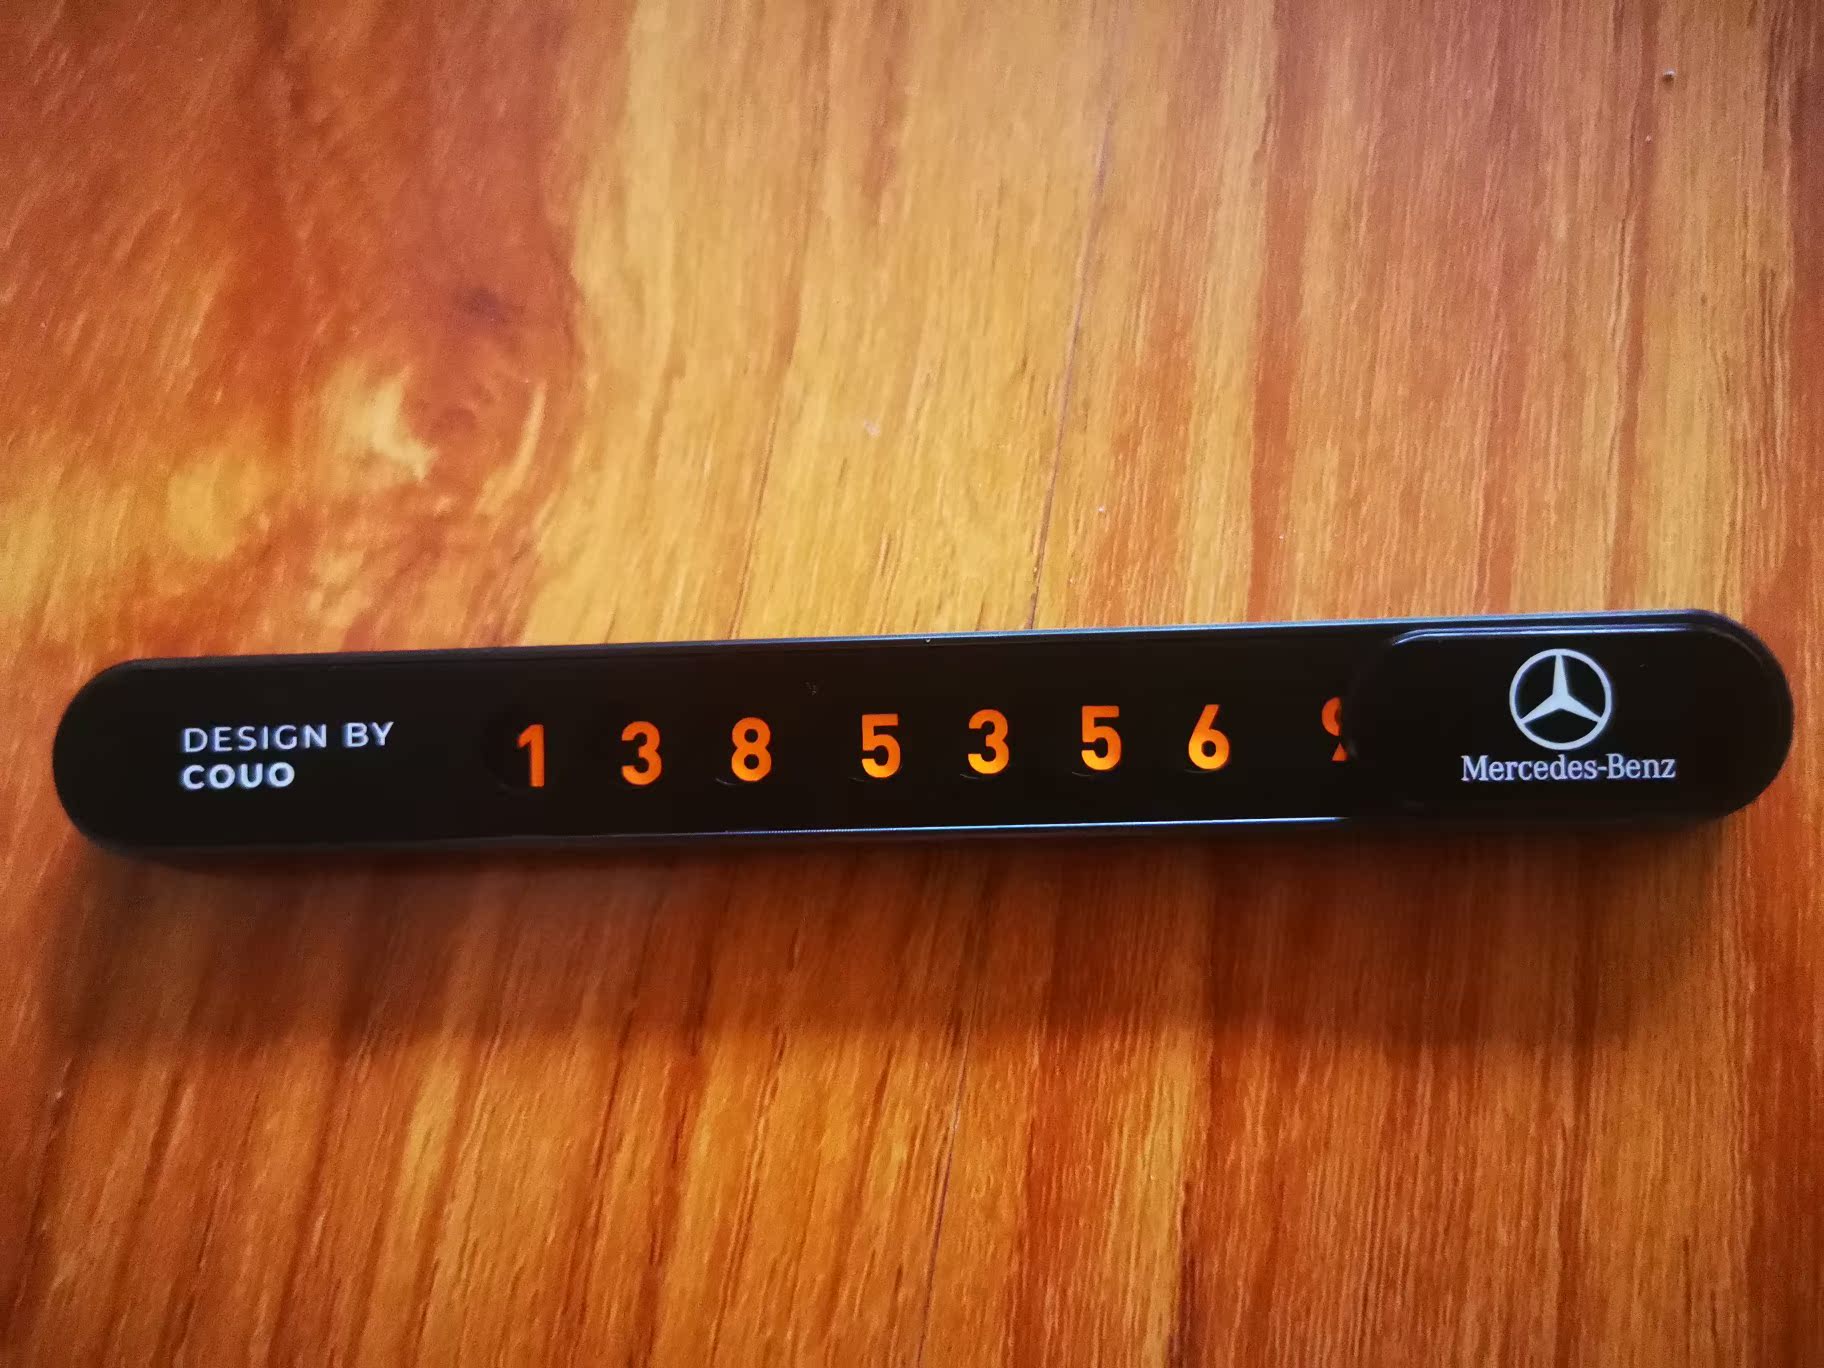 DESIGN BY
COUO
1 3 8 5 3 5 6
Mercedes-Benz